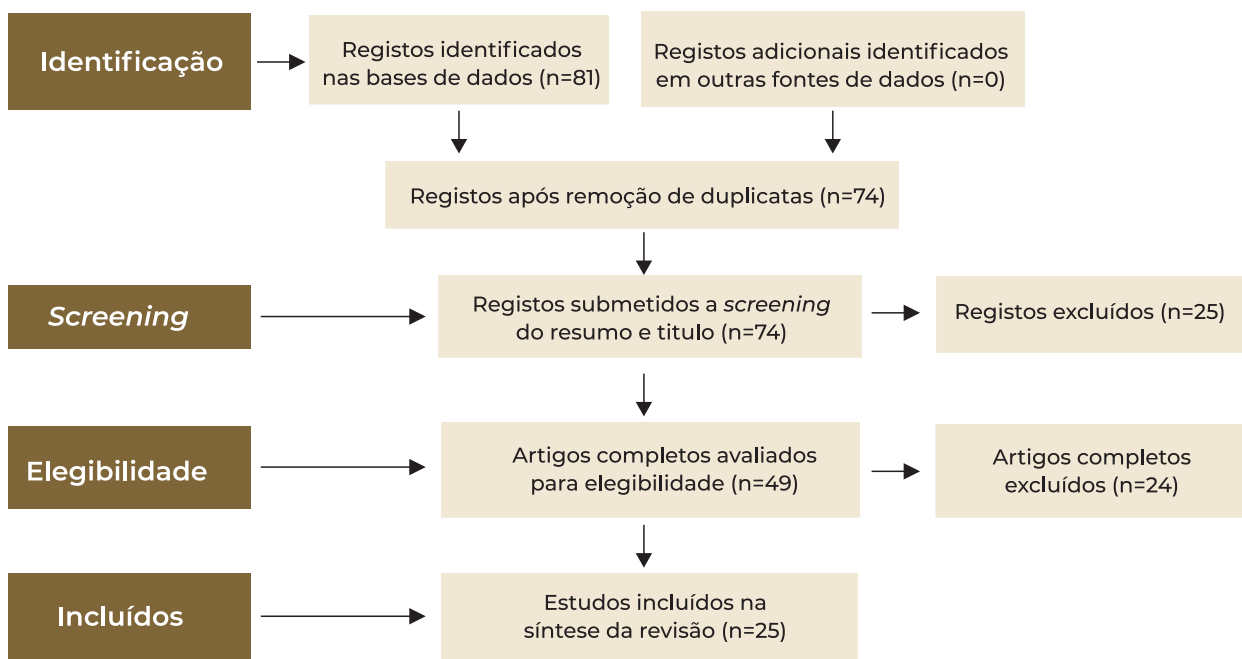 Identificação
Registos identificados
nas bases de dados (n=81)
Registos adicionais identificados
em outras fontes de dados (n=0)
Registos após remoção de duplicatas (n=74)
Screening
Registos submetidos a screening
do resumo e titulo (n=74)
Registos excluídos (n=25)
Elegibilidade
Artigos completos avaliados
para elegibilidade (n=49)
Artigos completos
excluídos (n=24)
Incluídos
Estudos incluídos na
síntese da revisão (n=25)